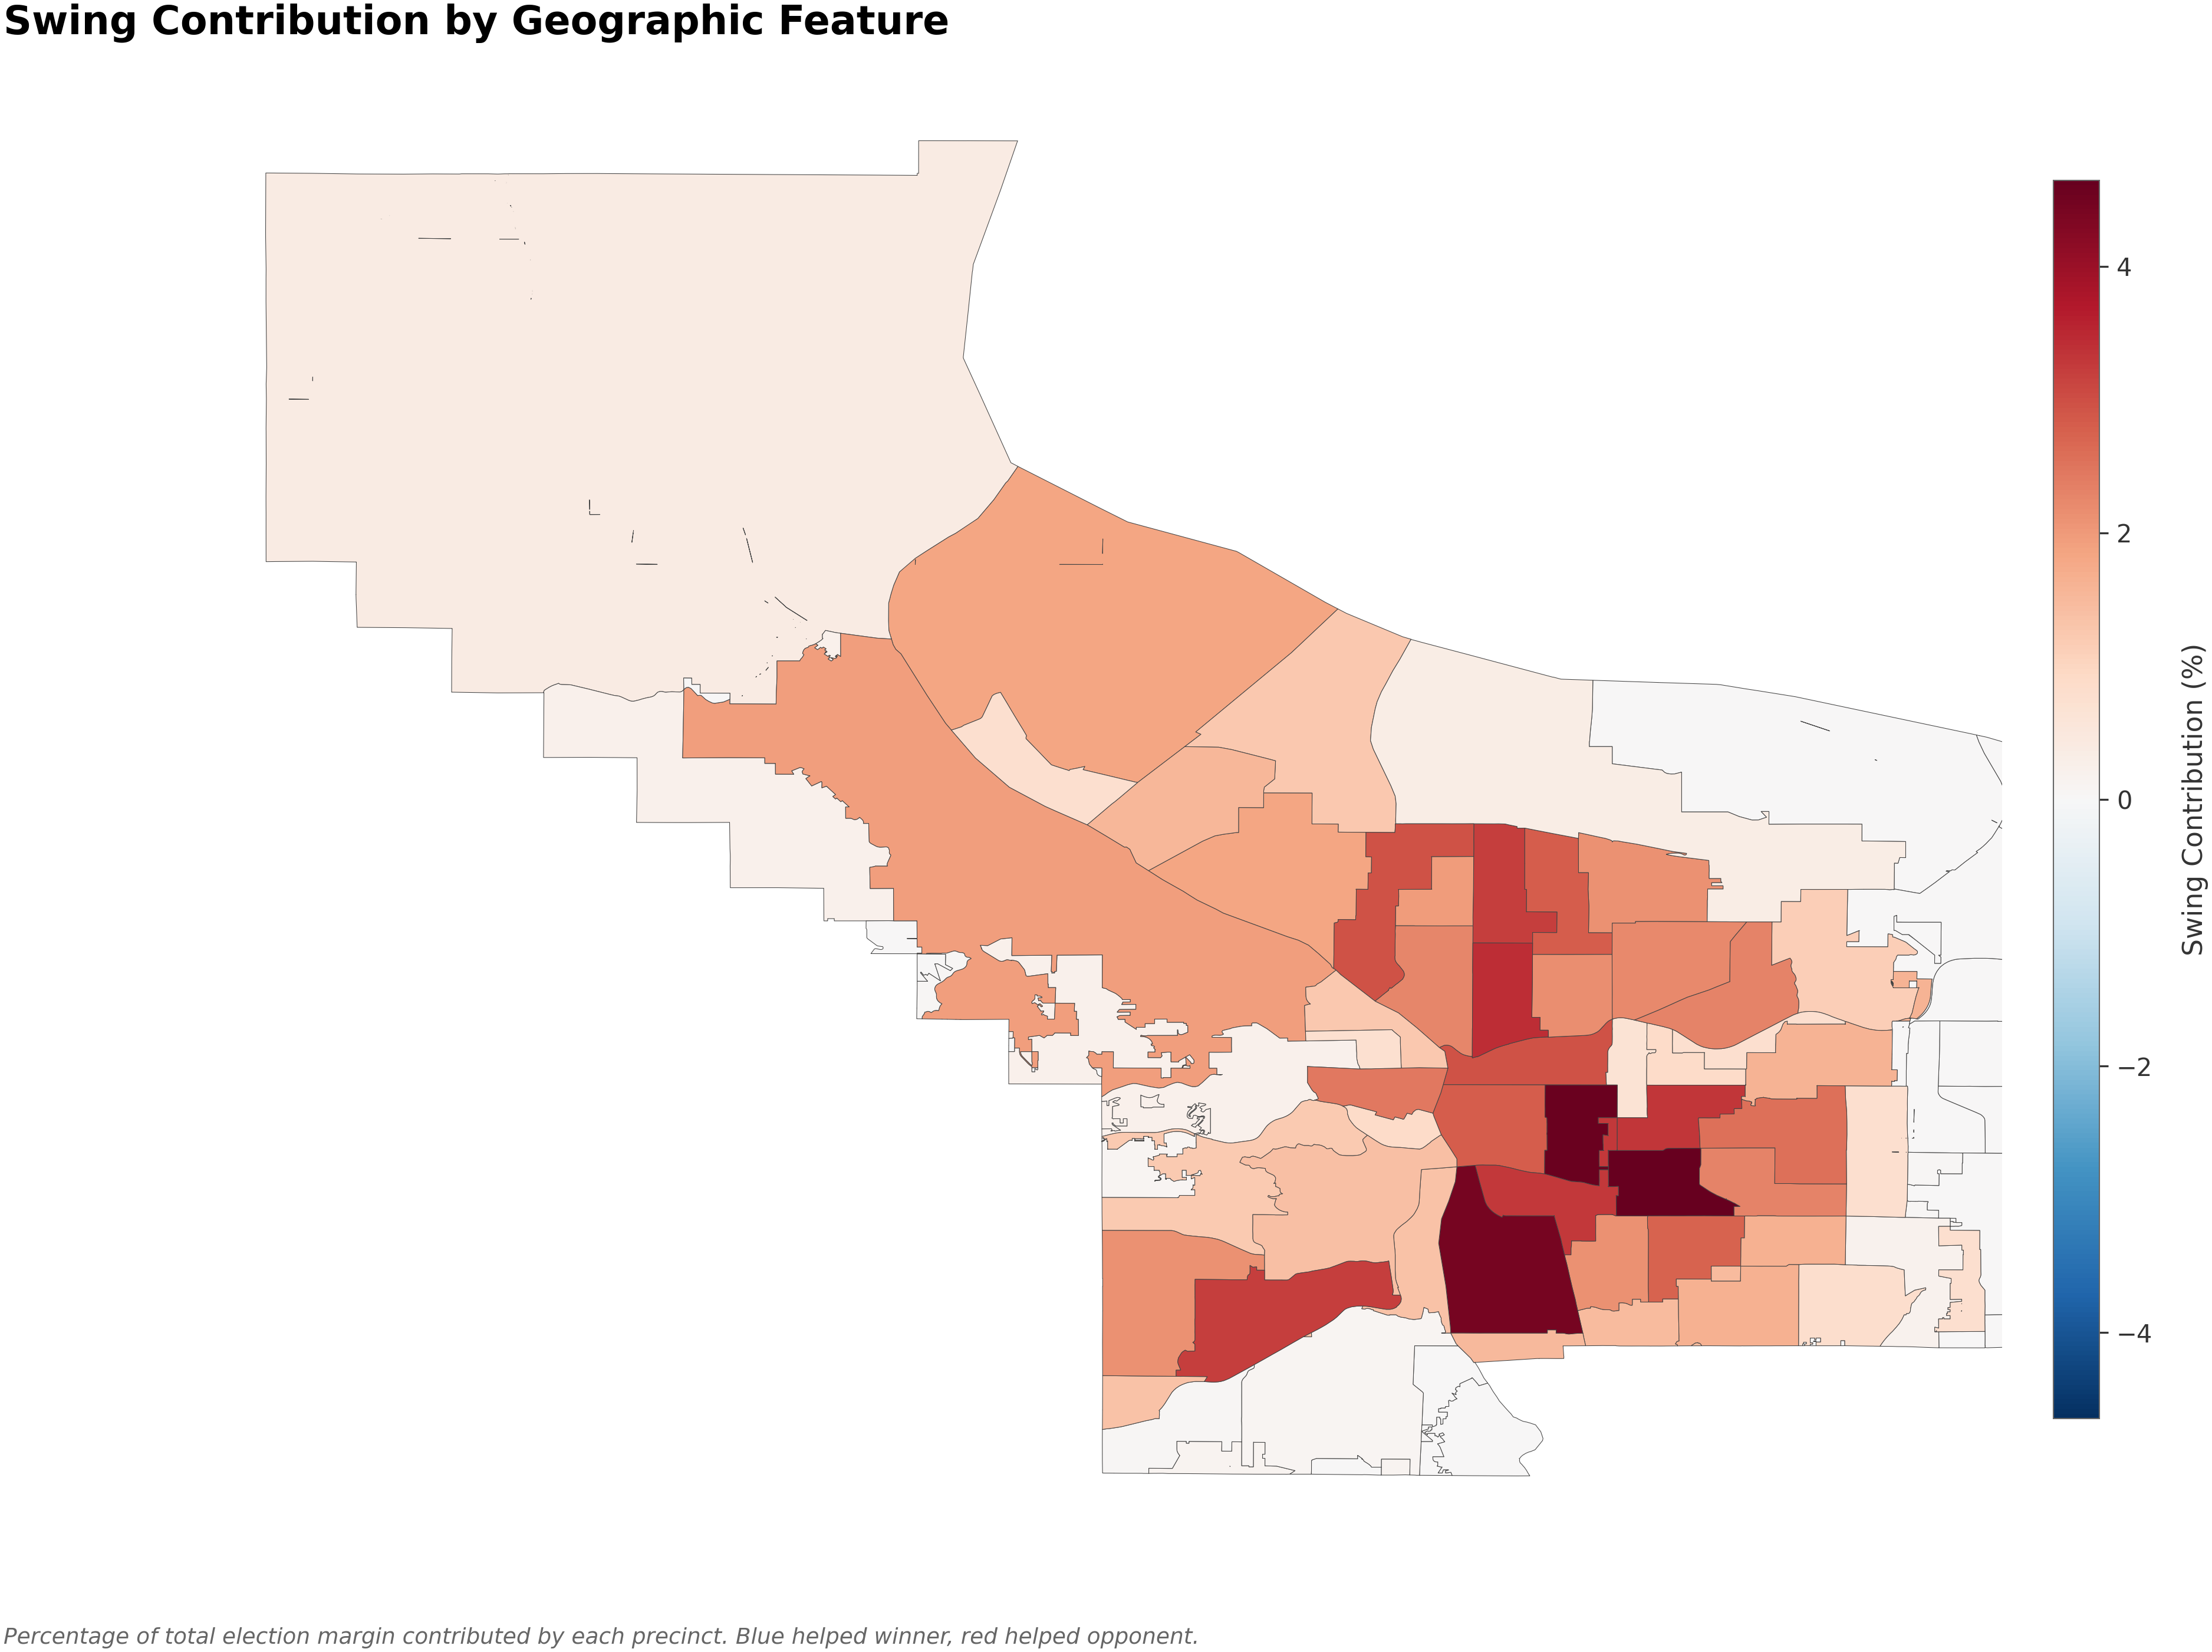 Swing Contribution by Geographic Feature
4
2
0
−2
−4
Swing Contribution (%)
Percentage of total election margin contributed by each precinct. Blue helped winner, red helped opponent.